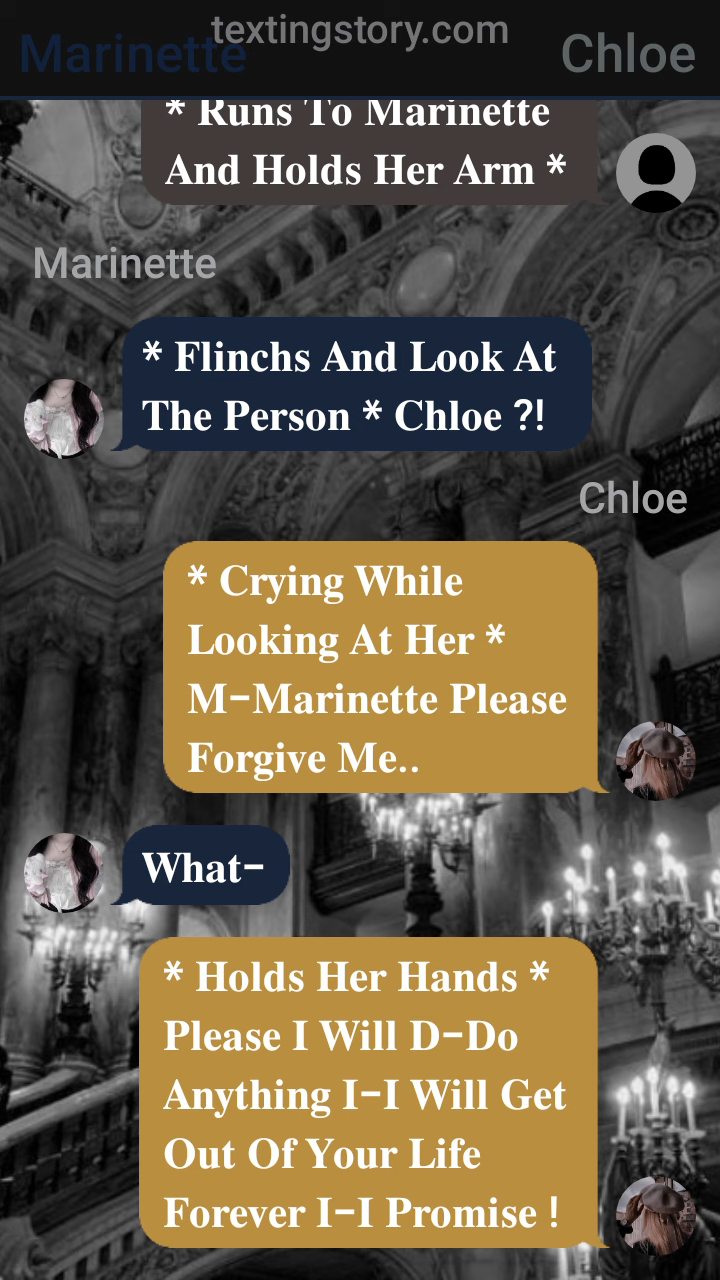 textingstory.com
Marinette
Chloe
* Runs To Marinette
And Holds Her Arm *
Marinette
* Flinchs And Look At
The Person * Chloe ?!
Chloe
* Crying While
Looking At Her *
M-Marinette Please
Forgive Me..
What-
* Holds Her Hands *
Please I Will D-Do
Anything I-I Will Get
Out Of Your Life
Forever I-I Promise !